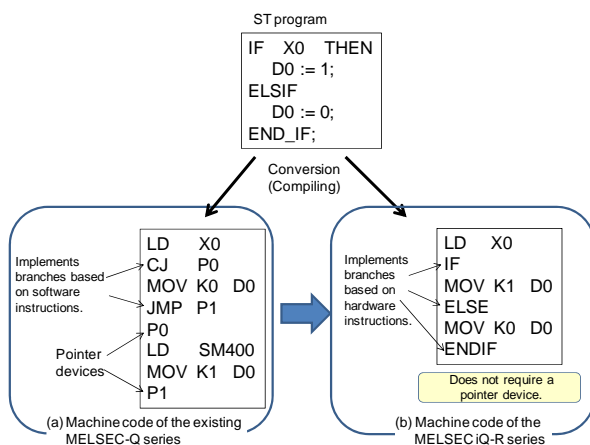 ST program
IF X0 THEN
D0 := 1;
ELSIF
D0 := 0;
END_IF;
Conversion
(Compiling)
Implements
branches based
on software
instructions.
Pointer
devices
LD X0
CJ P0
MOV K0 D0
JMP P1
P0
LD SM400
MOV K1 D0
P1
(a) Machine code of the existing
MELSEC-Q series
Implements
branches
based on
hardware
instructions.
LD X0
IF
MOV K1 D0
ELSE
MOV K0 D0
ENDIF
Does not require a
pointer device.
(b) Machine code of the
MELSEC iQ-R series